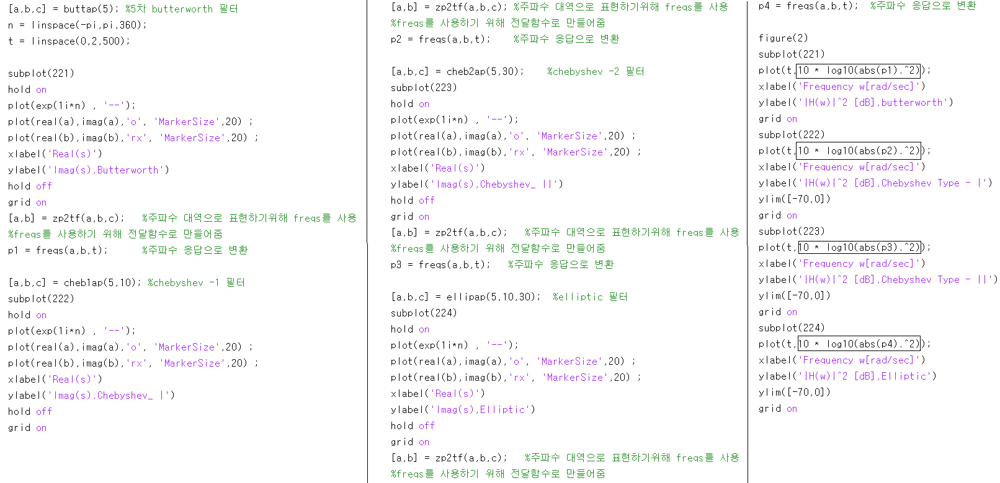 [a,b,c] = buttap(5); %5차 butterworth 필터
n = linspace(-pi,pi,360);
t = linspace(0,2,500);
subplot(221)
hold on
plot(exp(1i*n) , '--');
plot(real(a),imag(a),'o', 'MarkerSize',20) ;
plot(real(b),imag(b),'rx', 'MarkerSize',20) ;
xlabel('Real(s)')
ylabel('Imag(s),Butterworth')
hold off
grid on
[a,b] = zp2tf(a,b,c);   %주파수 대역으로 표현하기위해 freqs를 사용
%freqs를 사용하기 위해 전달함수로 만들어줌
p1 = freqs(a,b,t);      %주파수 응답으로 변환
[a,b,c] = cheb1ap(5,10); %chebyshev -1 필터
subplot(222)
hold on
plot(exp(1i*n) , '--');
plot(real(a),imag(a),'o', 'MarkerSize',20) ;
plot(real(b),imag(b),'rx', 'MarkerSize',20) ;
xlabel('Real(s)')
ylabel('Imag(s),Chebyshev_ |')
hold off
grid on
[a,b] = zp2tf(a,b,c); %주파수 대역으로 표현하기위해 freqs를 사용
%freqs를 사용하기 위해 전달함수로 만들어줌
p2 = freqs(a,b,t);    %주파수 응답으로 변환
[a,b,c] = cheb2ap(5,30);    %chebyshev -2 필터
subplot(223)
hold on
plot(exp(1i*n) , '--');
plot(real(a),imag(a),'o', 'MarkerSize',20) ;
plot(real(b),imag(b),'rx', 'MarkerSize',20) ;
xlabel('Real(s)')
ylabel('Imag(s),Chebyshev_ ||')
hold off
grid on
[a,b] = zp2tf(a,b,c);   %주파수 대역으로 표현하기위해 freqs를 사용
%freqs를 사용하기 위해 전달함수로 만들어줌
p3 = freqs(a,b,t);   %주파수 응답으로 변환
[a,b,c] = ellipap(5,10,30);  %elliptic 필터
subplot(224)
hold on
plot(exp(1i*n) , '--');
plot(real(a),imag(a),'o', 'MarkerSize',20) ;
plot(real(b),imag(b),'rx', 'MarkerSize',20) ;
xlabel('Real(s)')
ylabel('Imag(s),Elliptic')
hold off
grid on
[a,b] = zp2tf(a,b,c);   %주파수 대역으로 표현하기위해 freqs를 사용
%freqs를 사용하기 위해 전달함수로 만들어줌
p4 = freqs(a,b,t);  %주파수 응답으로 변환
figure(2)
subplot(221)
plot(t,10 * log10(abs(p1).^2));
xlabel('Frequency w[rad/sec]')
ylabel('|H(w)|^2 [dB],butterworth')
grid on
subplot(222)
plot(t,10 * log10(abs(p2).^2));
xlabel('Frequency w[rad/sec]')
ylabel('|H(w)|^2 [dB],Chebyshev Type - |')
ylim([-70,0])
grid on
subplot(223)
plot(t,10 * log10(abs(p3).^2));
xlabel('Frequency w[rad/sec]')
ylabel('|H(w)|^2 [dB],Chebyshev Type - ||')
ylim([-70,0])
grid on
subplot(224)
plot(t,10 * log10(abs(p4).^2));
xlabel('Frequency w[rad/sec]')
ylabel('|H(w)|^2 [dB],Elliptic')
ylim([-70,0])
grid on